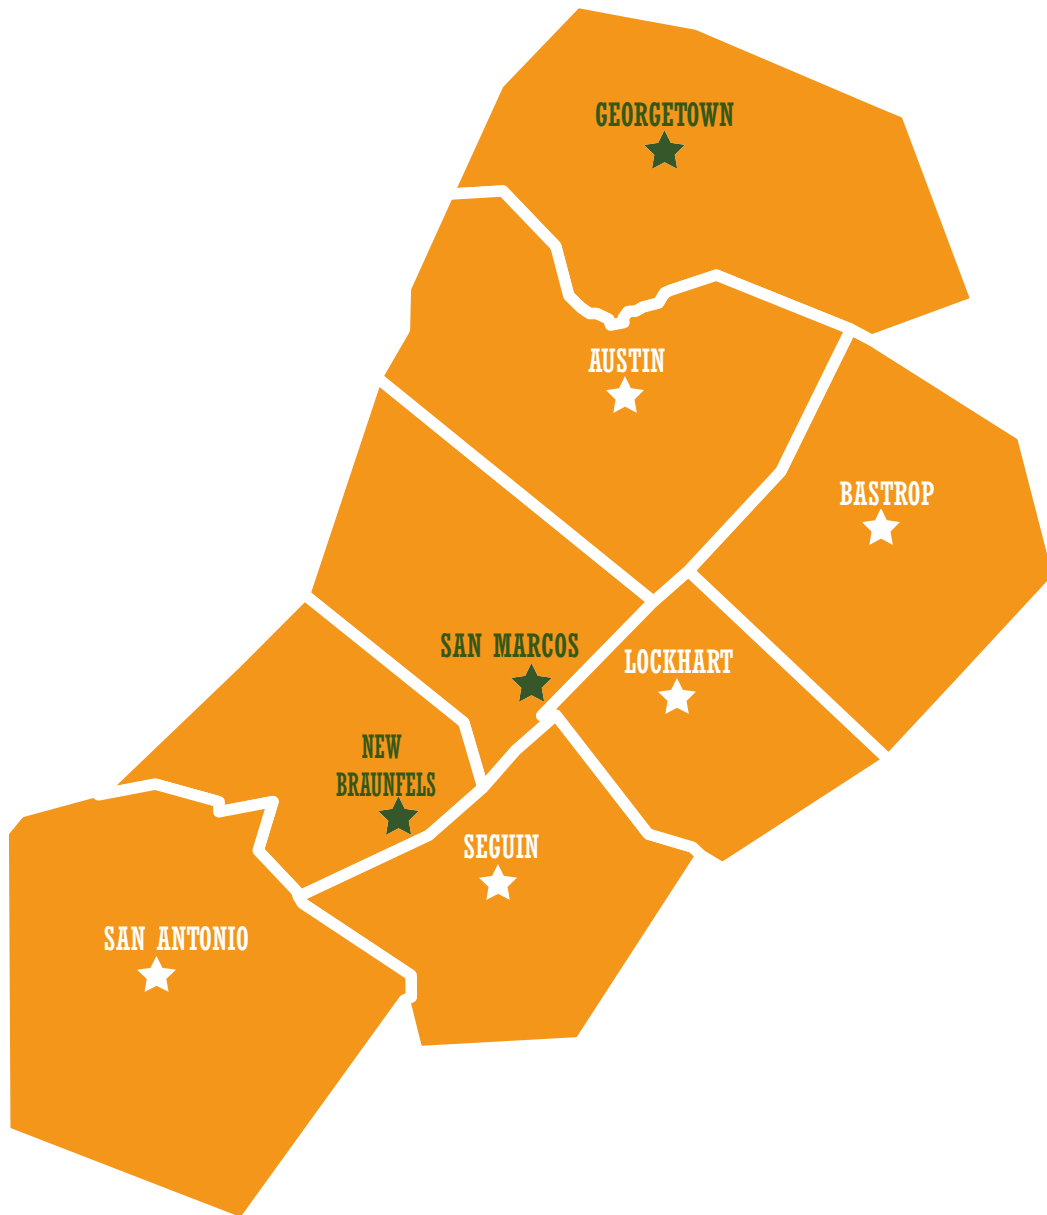 GEORGETOWN
AUSTIN
BASTROP
SAN MARCOS
LOCKHART
NEW
BRAUNFELS
SEGUIN
SAN ANTONIO